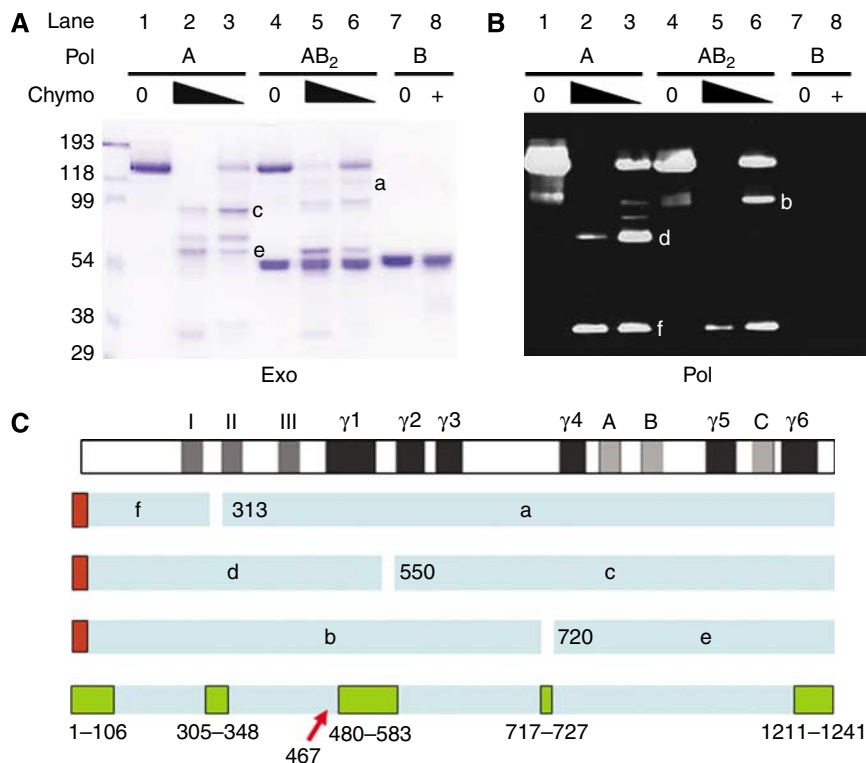 A Lane 1 2 3 4 5 6 7 8
Pol A AB2 B
Chymo 0 0 0 +
193
118
99
54
38
29
a
c
e
Exo
B 1 2 3 4 5 6 7 8
A AB2 B
0 0 0 +
b
d
f
Pol
C I II III γ1 γ2 γ3 γ4 A B γ5 C γ6
f 313 a
d 550 c
b 720 e
1–106 305–348 480–583 717–727 1211–1241
467